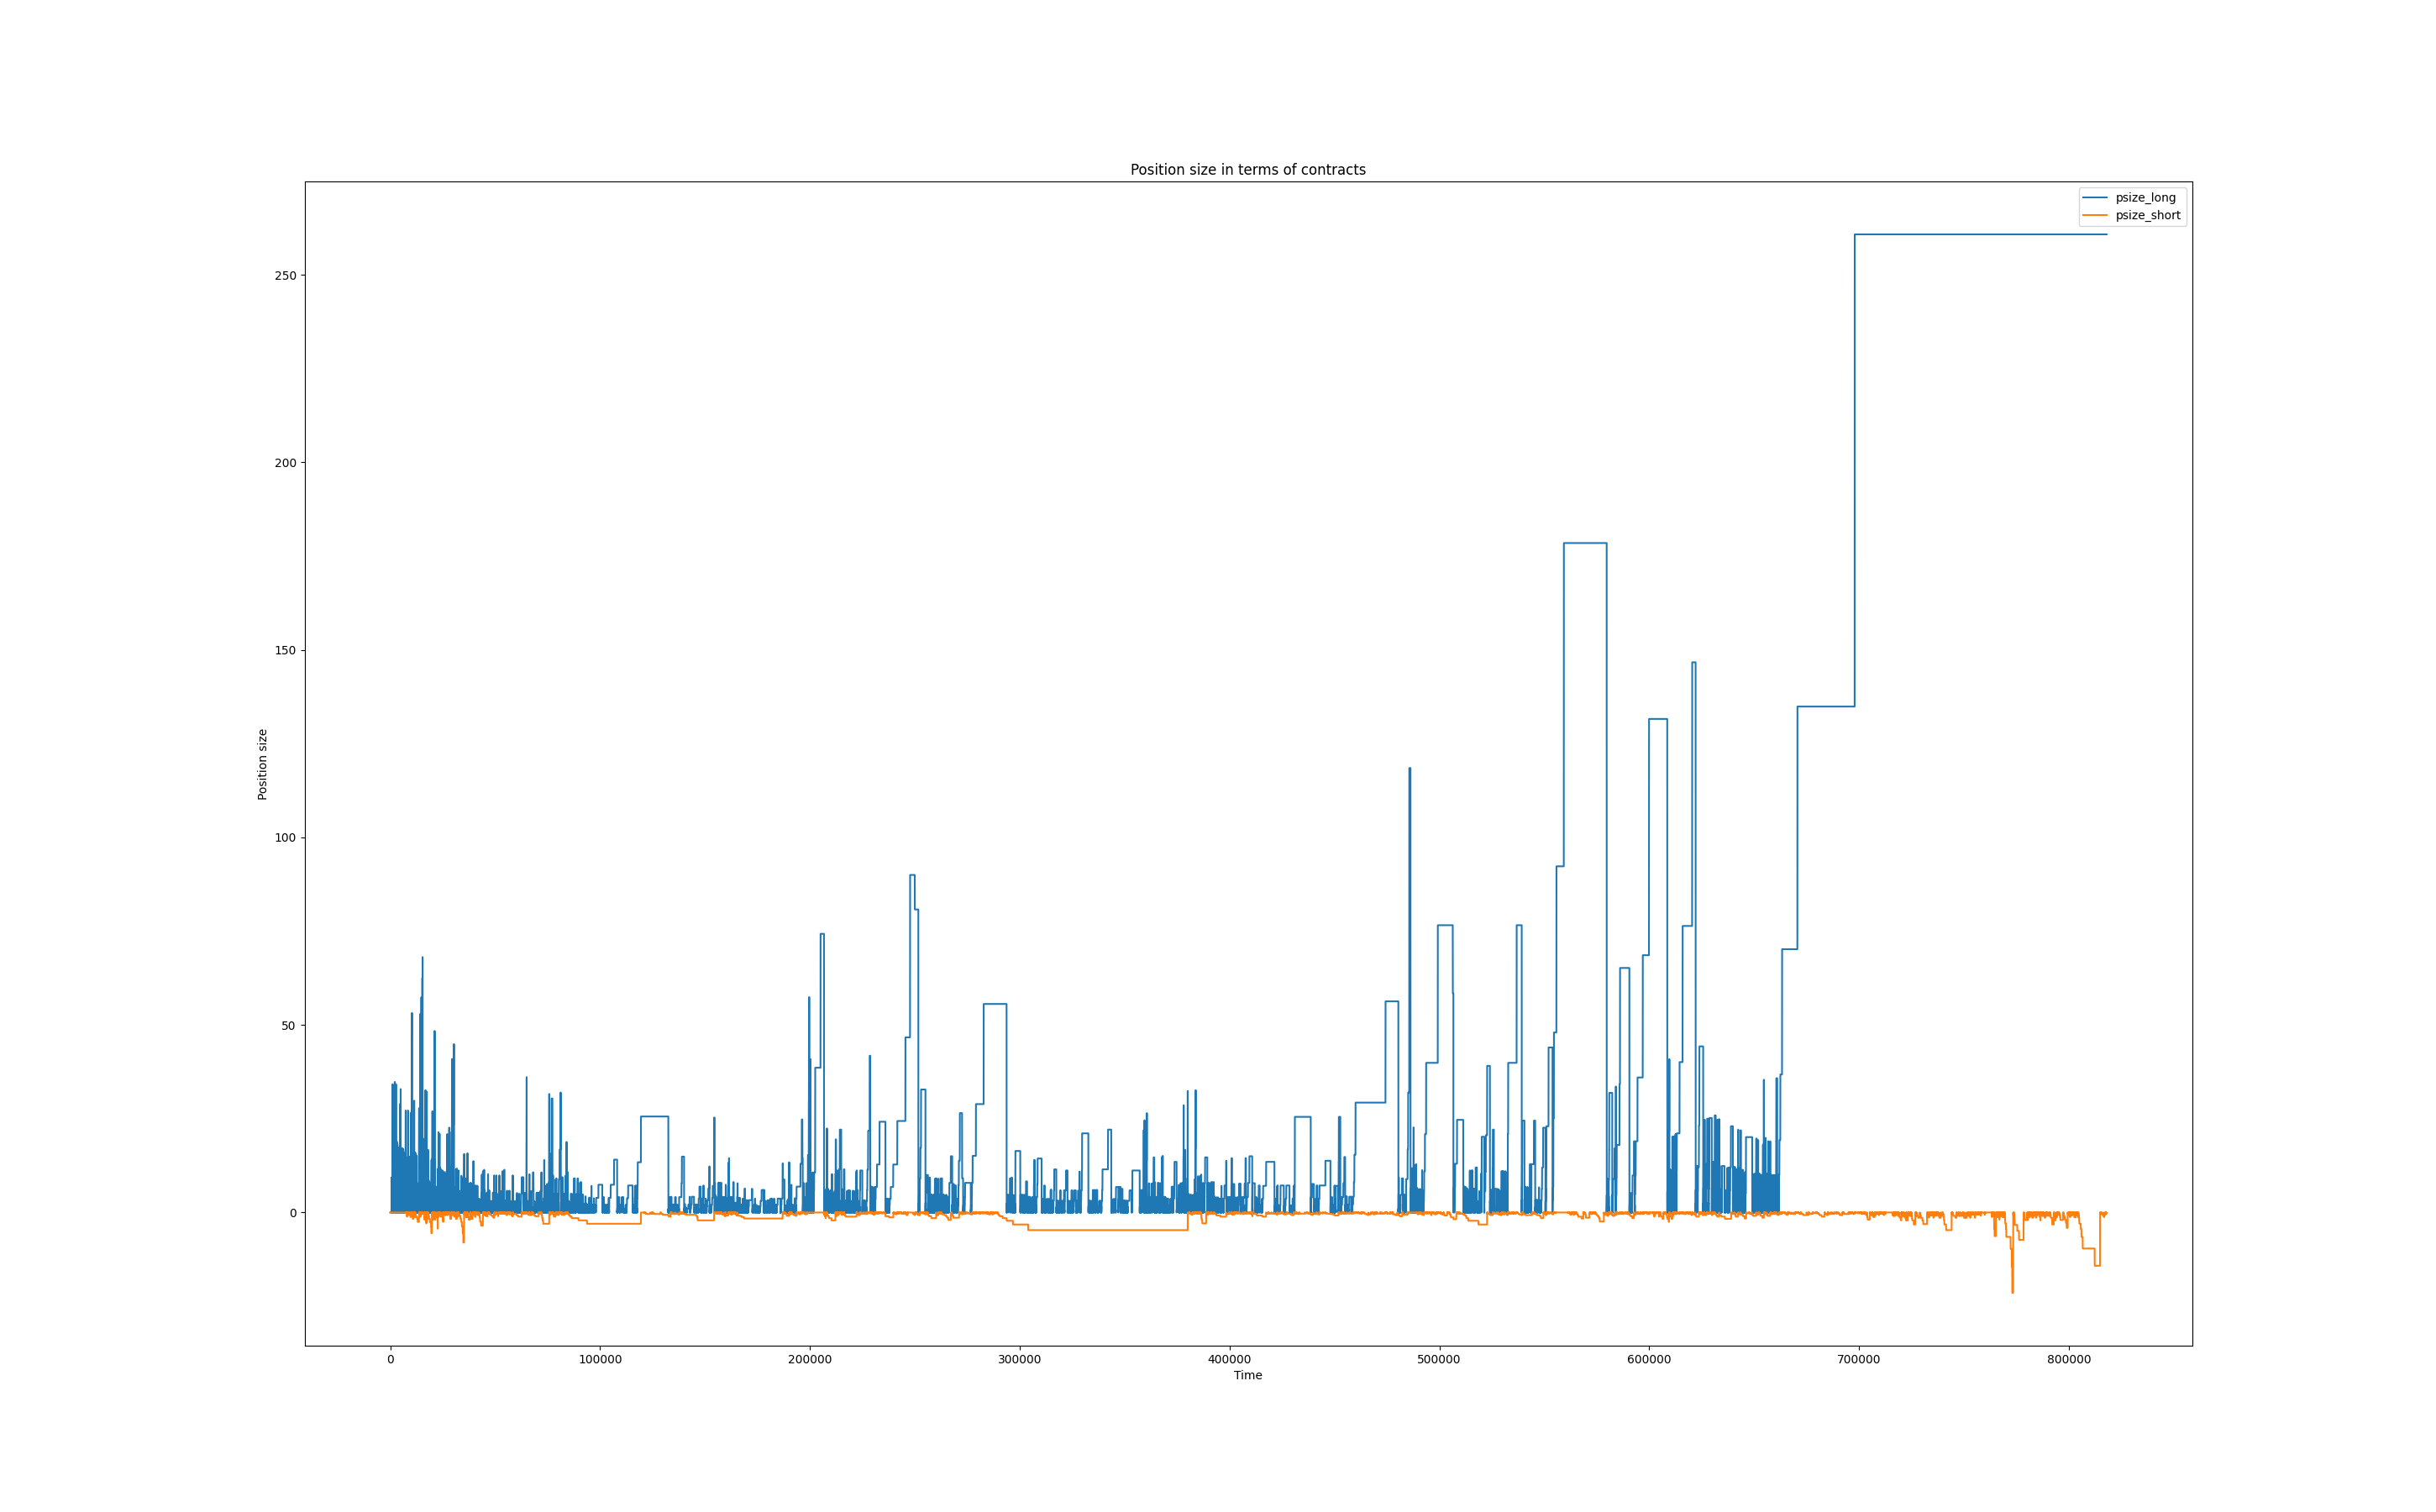 Position size in terms of contracts
psize_long
psize_short
250
200
150
100
50
0
Position size
0 100000 200000 300000 400000 500000 600000 700000 800000
Time